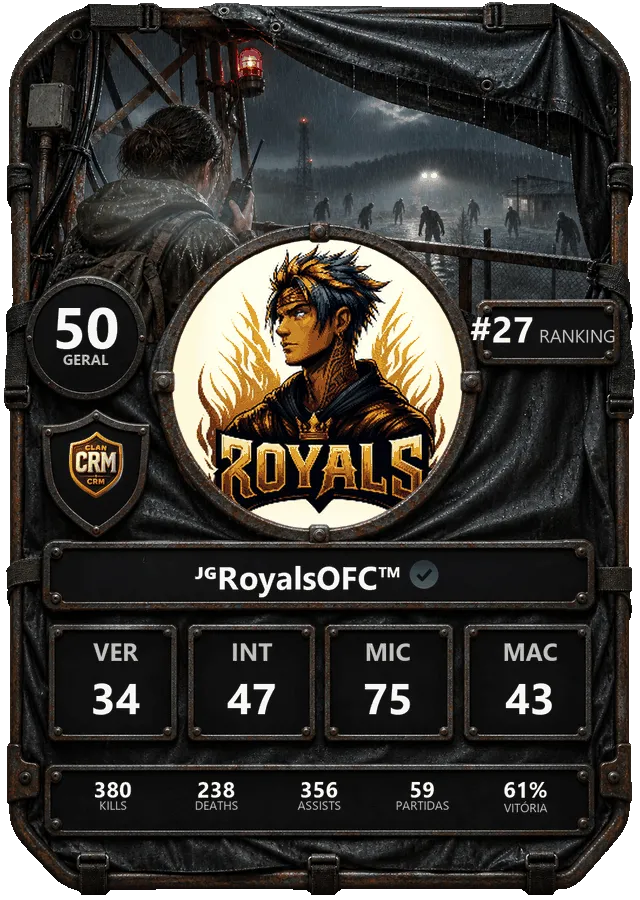 50
GERAL
#27 RANKING
CLAN
CRM
CRM
ROYALS
ᴶᴳRoyalsOFC™
VER INT MIC MAC
34 47 75 43
380 238 356 59 61%
KILLS DEATHS ASSISTS PARTIDAS VITÓRIA